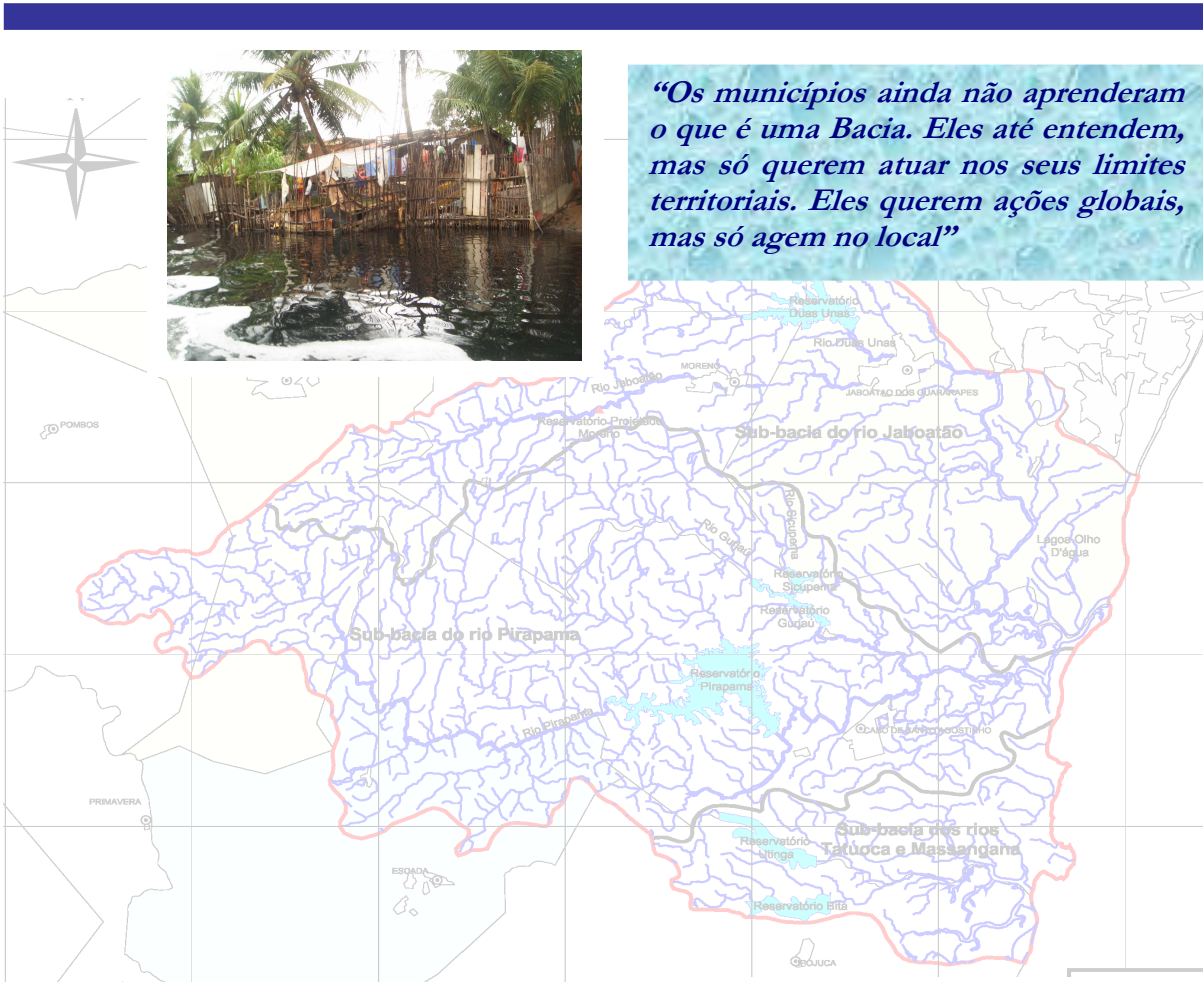 “Os municípios ainda não aprenderam
o que é uma Bacia. Eles até entendem,
mas só querem atuar nos seus limites
territoriais. Eles querem ações globais,
mas só agem no local”
Reservatório
Duas Unas
Rio Duas Unas
MORENO
Rio Jaboatão
JABOATAO DOS GUARARAPES
POMBOS
Reservatório Projetado
Moreno
Sub-bacia do rio Jaboatão
Rio Sicupema
Rio Gurjaú
Lagoa Olho
D'água
Reservatório
Sicupema
Reservatório
Gurjaú
Sub-bacia do rio Pirapama
Reservatório
Pirapama
Rio Pirapama
CABO DE SANTO AGOSTINHO
PRIMAVERA
Sub-bacia dos rios
Tatuoca e Massangana
Reservatório
Utinga
ESCADA
Reservatório Bita
IPOJUCA